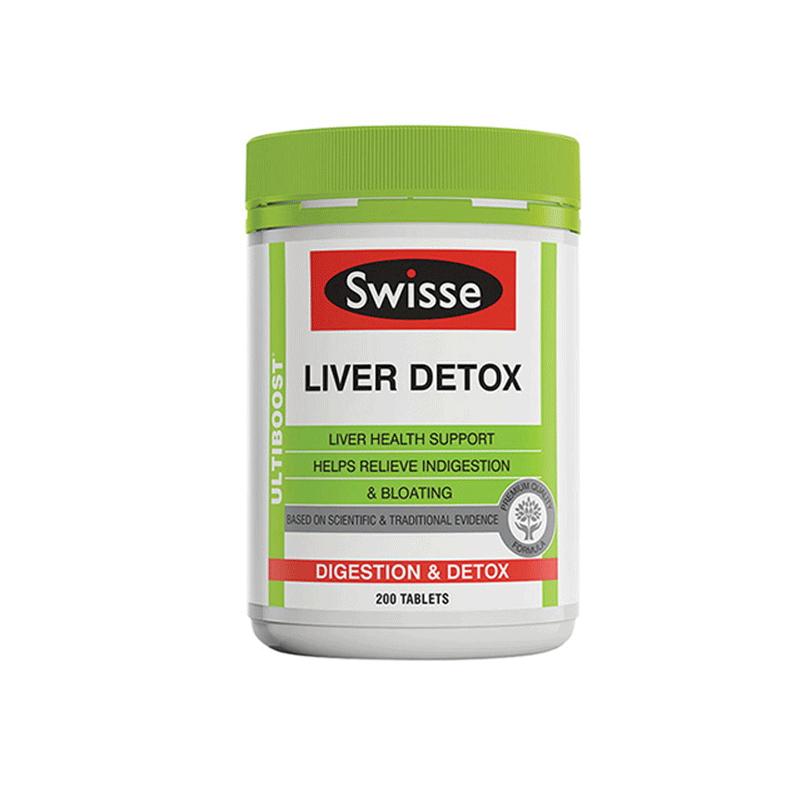 Swisse
LIVER DETOX
ULTIBOOST
LIVER HEALTH SUPPORT
HELPS RELIEVE INDIGESTION
& BLOATING
BASED ON SCIENTIFIC & TRADITIONAL EVIDENCE
PREMIUM QUALITY
FORMULA
DIGESTION & DETOX
200 TABLETS